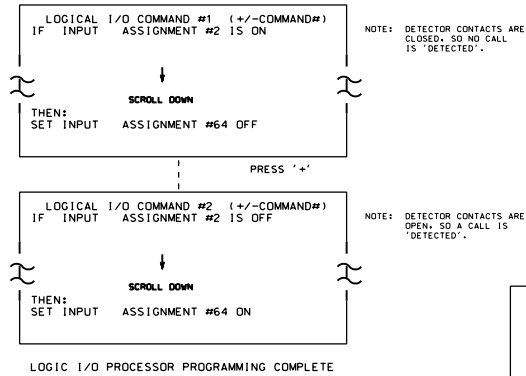 LOGICAL I/O COMMAND #1 (+/-COMMAND#)
IF INPUT ASSIGNMENT #2 IS ON
SCROLL DOWN
THEN:
SET INPUT ASSIGNMENT #64 OFF
NOTE: DETECTOR CONTACTS ARE
CLOSED, SO NO CALL
IS 'DETECTED'.
PRESS '+'
LOGICAL I/O COMMAND #2 (+/-COMMAND#)
IF INPUT ASSIGNMENT #2 IS OFF
SCROLL DOWN
THEN:
SET INPUT ASSIGNMENT #64 ON
NOTE: DETECTOR CONTACTS ARE
OPEN, SO A CALL IS
'DETECTED'.
LOGIC I/O PROCESSOR PROGRAMMING COMPLETE